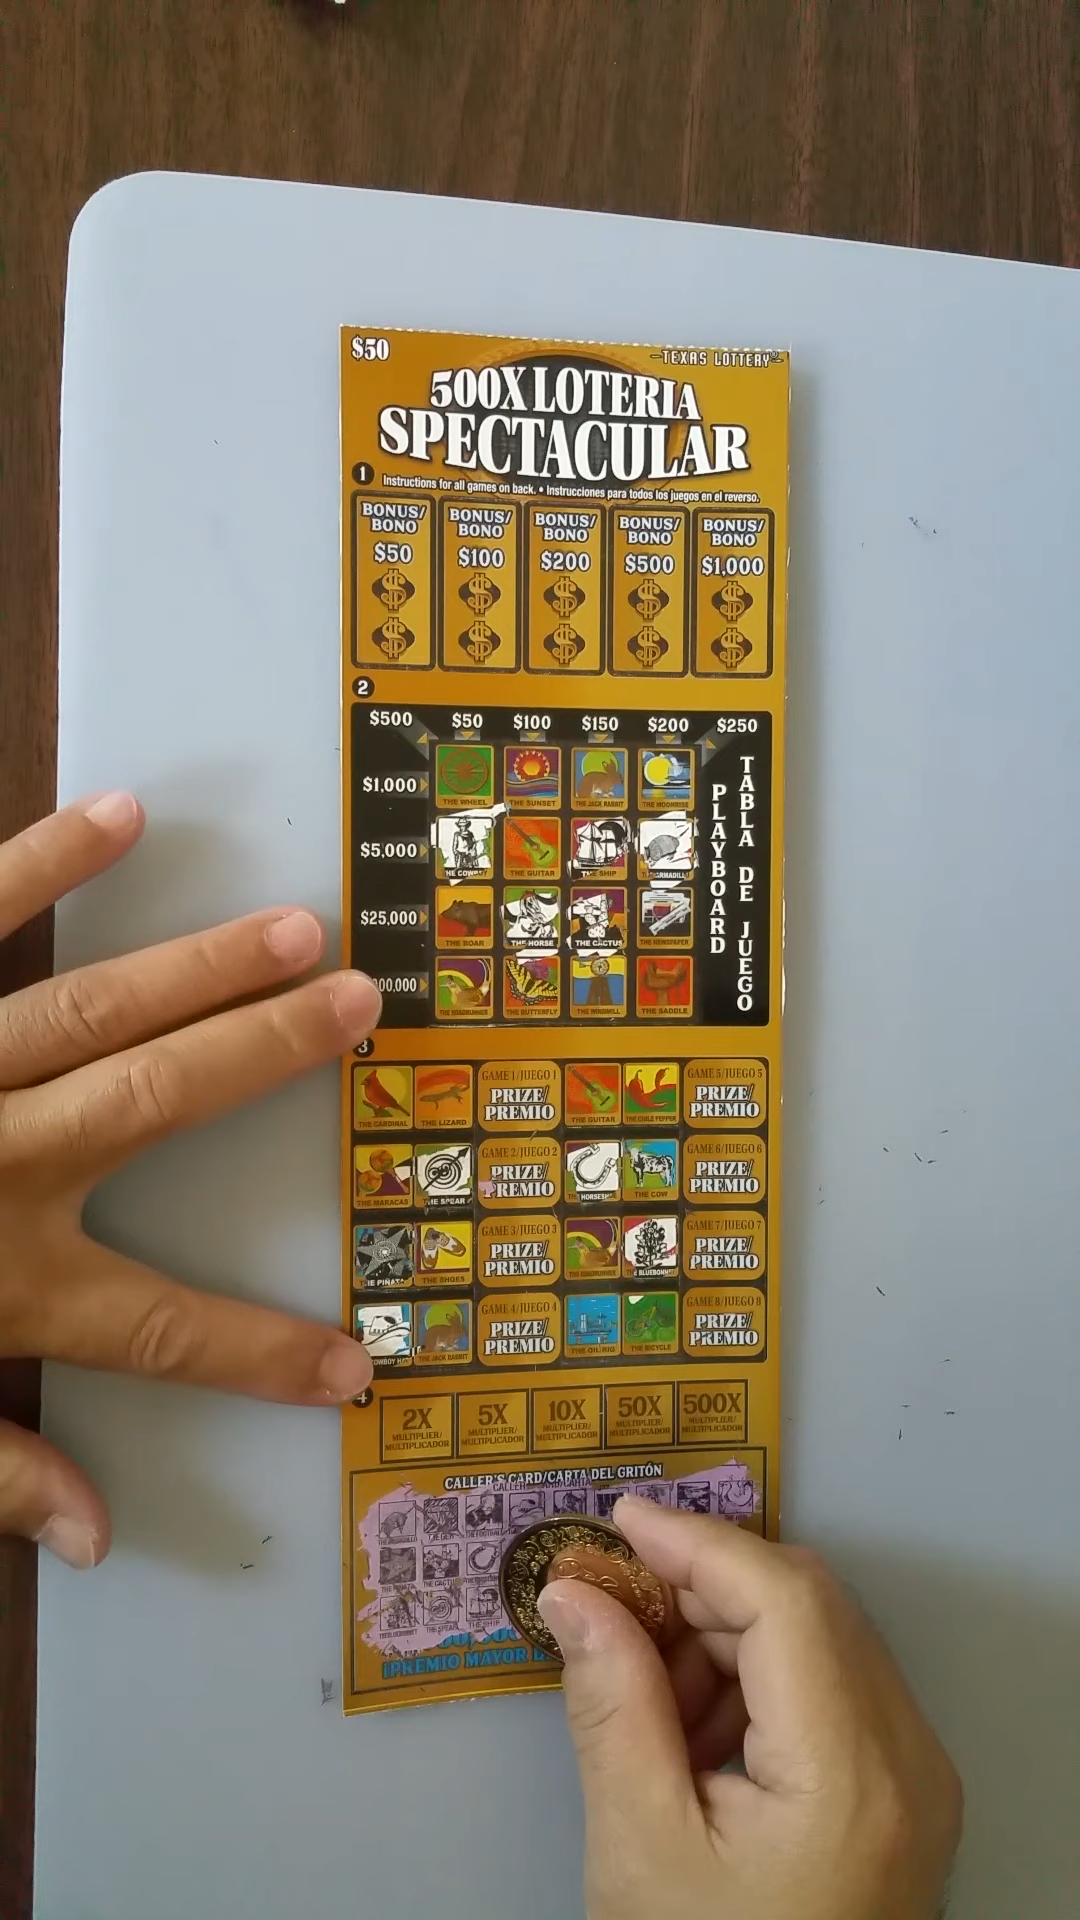 $50
TEXAS LOTTERY®
500X LOTERIA
SPECTACULAR
1
Instructions for all games on back. • Instrucciones para todos los juegos en el reverso.
BONUS/ BONO $50
BONUS/ BONO $100
BONUS/ BONO $200
BONUS/ BONO $500
BONUS/ BONO $1,000
2
$500 $50 $100 $150 $200 $250
$1,000
THE WHEEL THE SUNSET THE JACK RABBIT THE MOONRISE
$5,000
THE GUITAR THE SHIP
$25,000
THE BOAR THE HORSE THE CACTUS THE NEWSPAPER
THE ROADRUNNER THE BUTTERFLY THE WINDMILL THE SADDLE
PLAYBOARD
TABLA DE JUEGO
3
THE CARDINAL THE LIZARD
GAME 1/JUEGO 1
PRIZE/
PREMIO
THE GUITAR THE CHILE PEPPER
GAME 5/JUEGO 5
PRIZE/
PREMIO
THE MARACAS THE SPEAR
GAME 2/JUEGO 2
PRIZE/
PREMIO
THE COW
GAME 6/JUEGO 6
PRIZE/
PREMIO
THE SHOES
GAME 3/JUEGO 3
PRIZE/
PREMIO
THE ROADRUNNER
GAME 7/JUEGO 7
PRIZE/
PREMIO
THE JACK RABBIT
GAME 4/JUEGO 4
PRIZE/
PREMIO
THE OIL RIG THE BICYCLE
GAME 8/JUEGO 8
PRIZE/
PREMIO
4
2X
MULTIPLIER/
MULTIPLICADOR
5X
MULTIPLIER/
MULTIPLICADOR
10X
MULTIPLIER/
MULTIPLICADOR
50X
MULTIPLIER/
MULTIPLICADOR
500X
MULTIPLIER/
MULTIPLICADOR
CALLER'S CARD/CARTA DEL GRITÓN
THE CACTUS
THE SPEAR THE SHIP
¡PREMIO MAYOR